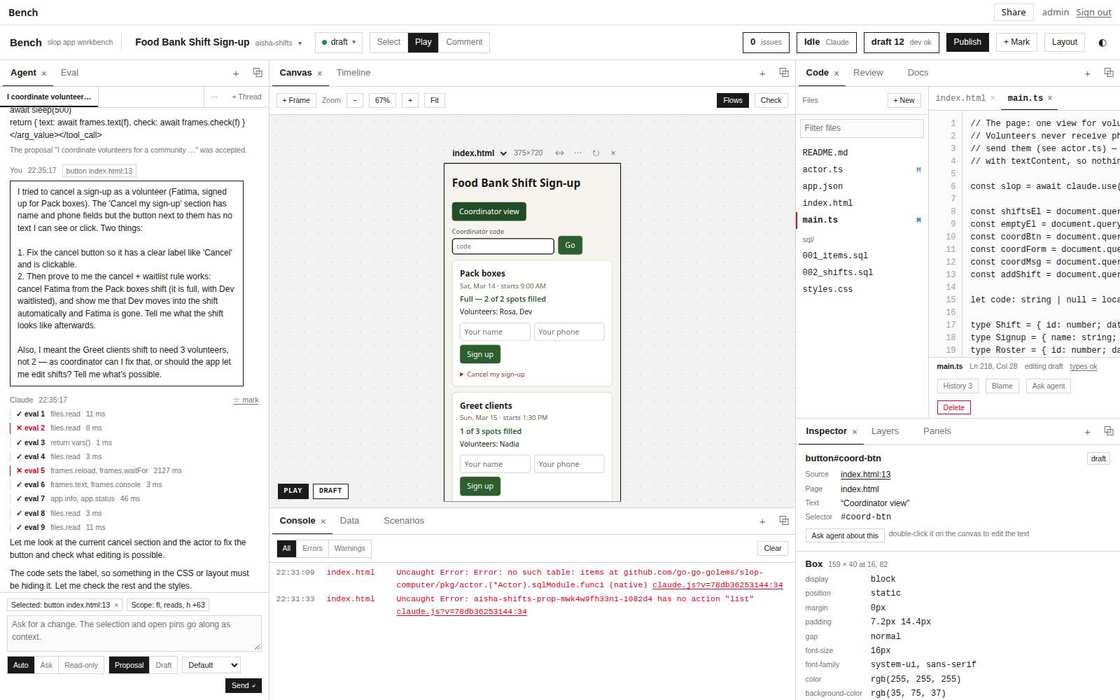 Bench
Share admin Sign out
Bench slop app workbench Food Bank Shift Sign-up aisha-shifts draft Select Play Comment 0 issues Idle Claude draft 12 dev ok Publish + Mark Layout
Agent × Eval +
I coordinate volunteer… ··· + Thread
await sleep(500)
return { text: await frames.text(f), check: await frames.check(f) }
</arg_value></tool_call>
The proposal "I coordinate volunteers for a community …" was accepted.
You 22:35:17 button index.html:13
I tried to cancel a sign-up as a volunteer (Fatima, signed
up for Pack boxes). The 'Cancel my sign-up' section has
name and phone fields but the button next to them has no
text I can see or click. Two things:
1. Fix the cancel button so it has a clear label like 'Cancel'
and is clickable.
2. Then prove to me the cancel + waitlist rule works:
cancel Fatima from the Pack boxes shift (it is full, with Dev
waitlisted), and show me that Dev moves into the shift
automatically and Fatima is gone. Tell me what the shift
looks like afterwards.
Also, I meant the Greet clients shift to need 3 volunteers,
not 2 — as coordinator can I fix that, or should the app let
me edit shifts? Tell me what's possible.
Claude 22:35:17 ☆ mark
✓ eval 1 files.read 11 ms
✕ eval 2 files.read 8 ms
✓ eval 3 return vars() 1 ms
✓ eval 4 files.read 3 ms
✕ eval 5 frames.reload, frames.waitFor 2127 ms
✓ eval 6 frames.text, frames.console 3 ms
✓ eval 7 app.info, app.status 46 ms
✓ eval 8 files.read 3 ms
✓ eval 9 files.read 11 ms
Let me look at the current cancel section and the actor to fix the
button and check what editing is possible.
The code sets the label, so something in the CSS or layout must
be hiding it. Let me check the rest and the styles.
Selected: button index.html:13 × Scope: fl, reads, h +63
Ask for a change. The selection and open pins go along as
context.
Auto Ask Read-only Proposal Draft Default
Send
Canvas × Timeline +
+ Frame Zoom − 67% + Fit Flows Check
index.html 375×720 ⇔ ··· ↻ ×
Food Bank Shift Sign-up
Coordinator view
Coordinator code
code Go
Pack boxes
Sat, Mar 14 · starts 9:00 AM
Full — 2 of 2 spots filled
Volunteers: Rosa, Dev
Your name Your phone
Sign up
▸ Cancel my sign-up
Greet clients
Sun, Mar 15 · starts 1:30 PM
1 of 3 spots filled
Volunteers: Nadia
Your name Your phone
Sign up
PLAY DRAFT
Console × Data Scenarios +
All Errors Warnings Clear
22:31:09 index.html Uncaught Error: Error: no such table: items at github.com/go-go-golems/slop-
computer/pkg/actor.(*Actor).sqlModule.func1 (native) claude.js?v=78db36253144:34
22:31:33 index.html Uncaught Error: aisha-shifts-prop-mwk4w9fh33n1-1082d4 has no action "list"
claude.js?v=78db36253144:34
Code × Review Docs +
Files + New
Filter files
README.md
actor.ts M
app.json
index.html
main.ts M
sql/
001_items.sql
002_shifts.sql
styles.css
index.html × main.ts ×
1 // The page: one view for volu
2 // Volunteers never receive ph
3 // send them (see actor.ts) —
4 // with textContent, so nothin
5
6 const slop = await claude.use(
7
8 const shiftsEl = document.quer
9 const emptyEl = document.query
10 const coordBtn = document.quer
11 const coordForm = document.que
12 const coordMsg = document.quer
13 const addShift = document.quer
14
15 let code: string | null = loca
16
17 type Shift = { id: number; dat
18 type Signup = { name: string;
19 type Roster = { id: number; da
main.ts Ln 218, Col 28 editing draft types ok
History 3 Blame Ask agent
Delete
Inspector × Layers Panels +
button#coord-btn draft
Source index.html:13
Page index.html
Text “Coordinator view”
Selector #coord-btn
Ask agent about this double-click it on the canvas to edit the text
Box 159 × 40 at 16, 82
display block
position static
margin 0px
padding 7.2px 14.4px
gap normal
font-size 16px
font-family system-ui, sans-serif
color rgb(255, 255, 255)
background-color rgb(35, 75, 37)